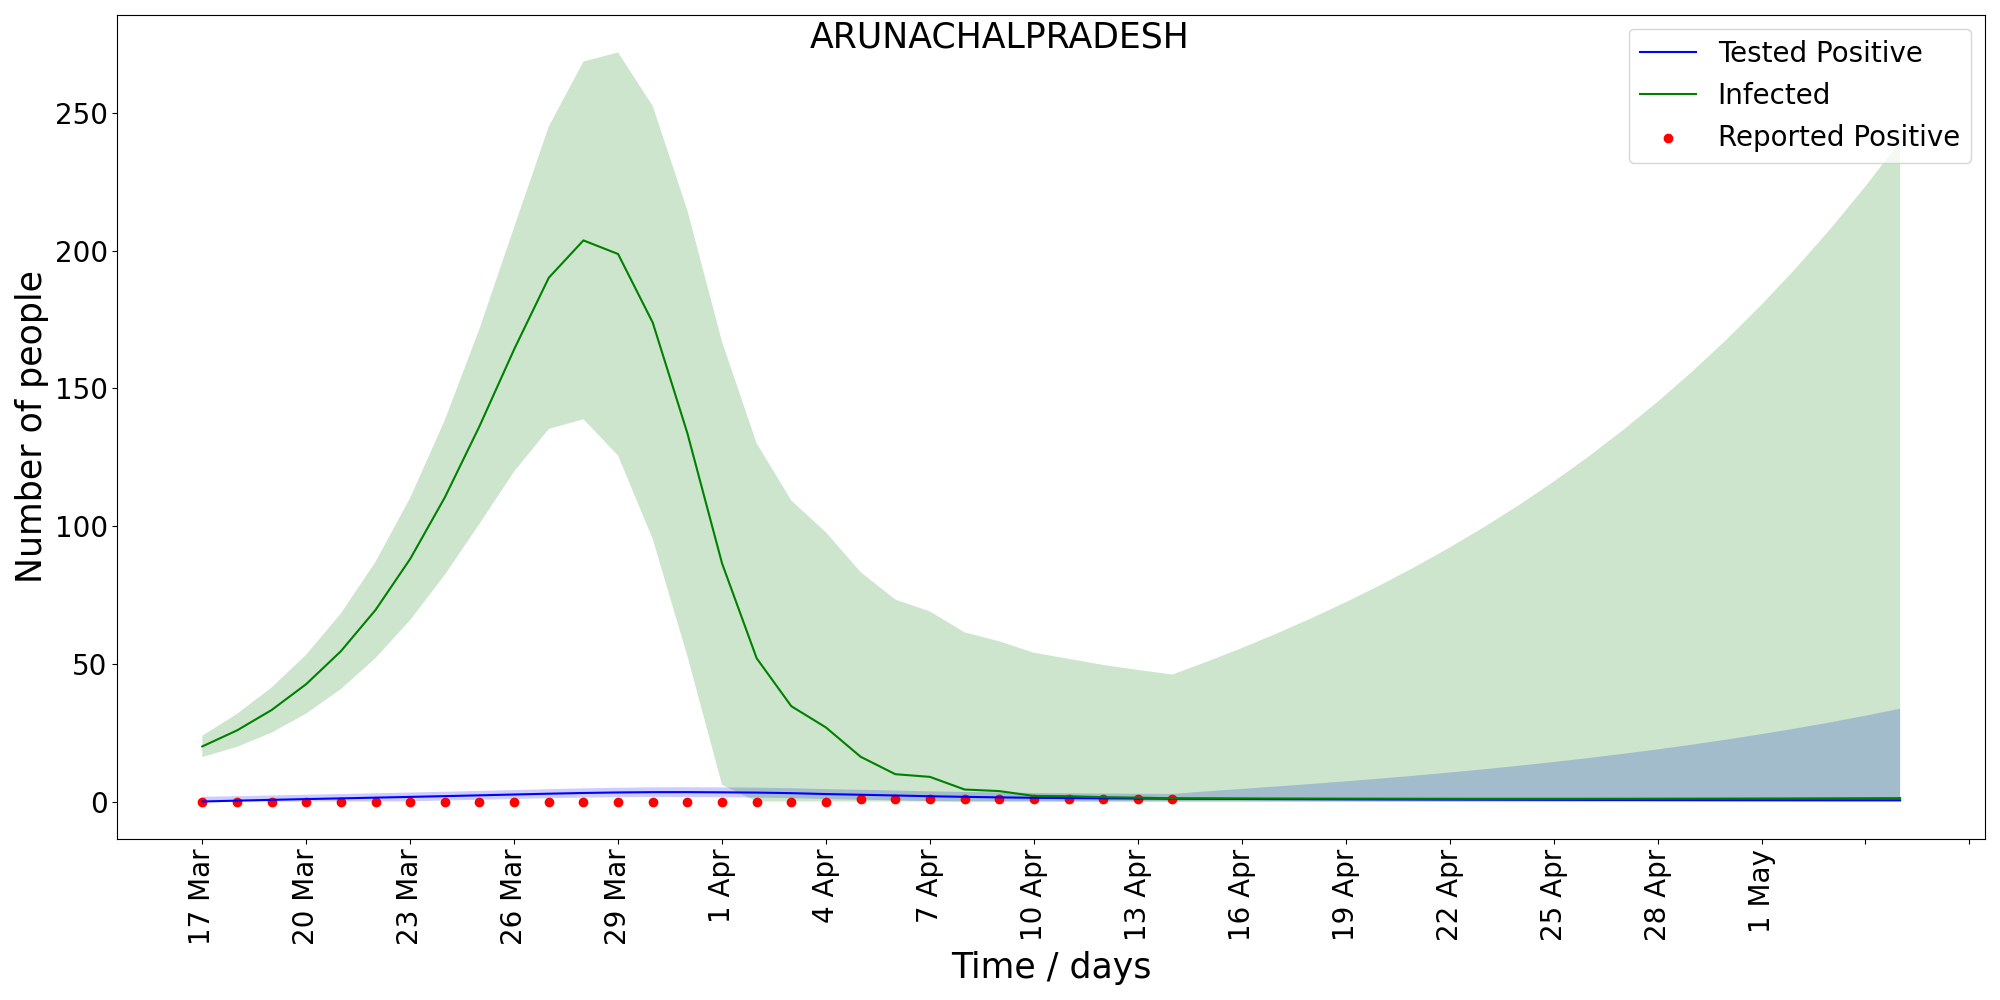 ARUNACHALPRADESH
Tested Positive
Infected
Reported Positive
Number of people
250
200
150
100
50
0
17 Mar
20 Mar
23 Mar
26 Mar
29 Mar
1 Apr
4 Apr
7 Apr
10 Apr
13 Apr
16 Apr
19 Apr
22 Apr
25 Apr
28 Apr
1 May
Time / days